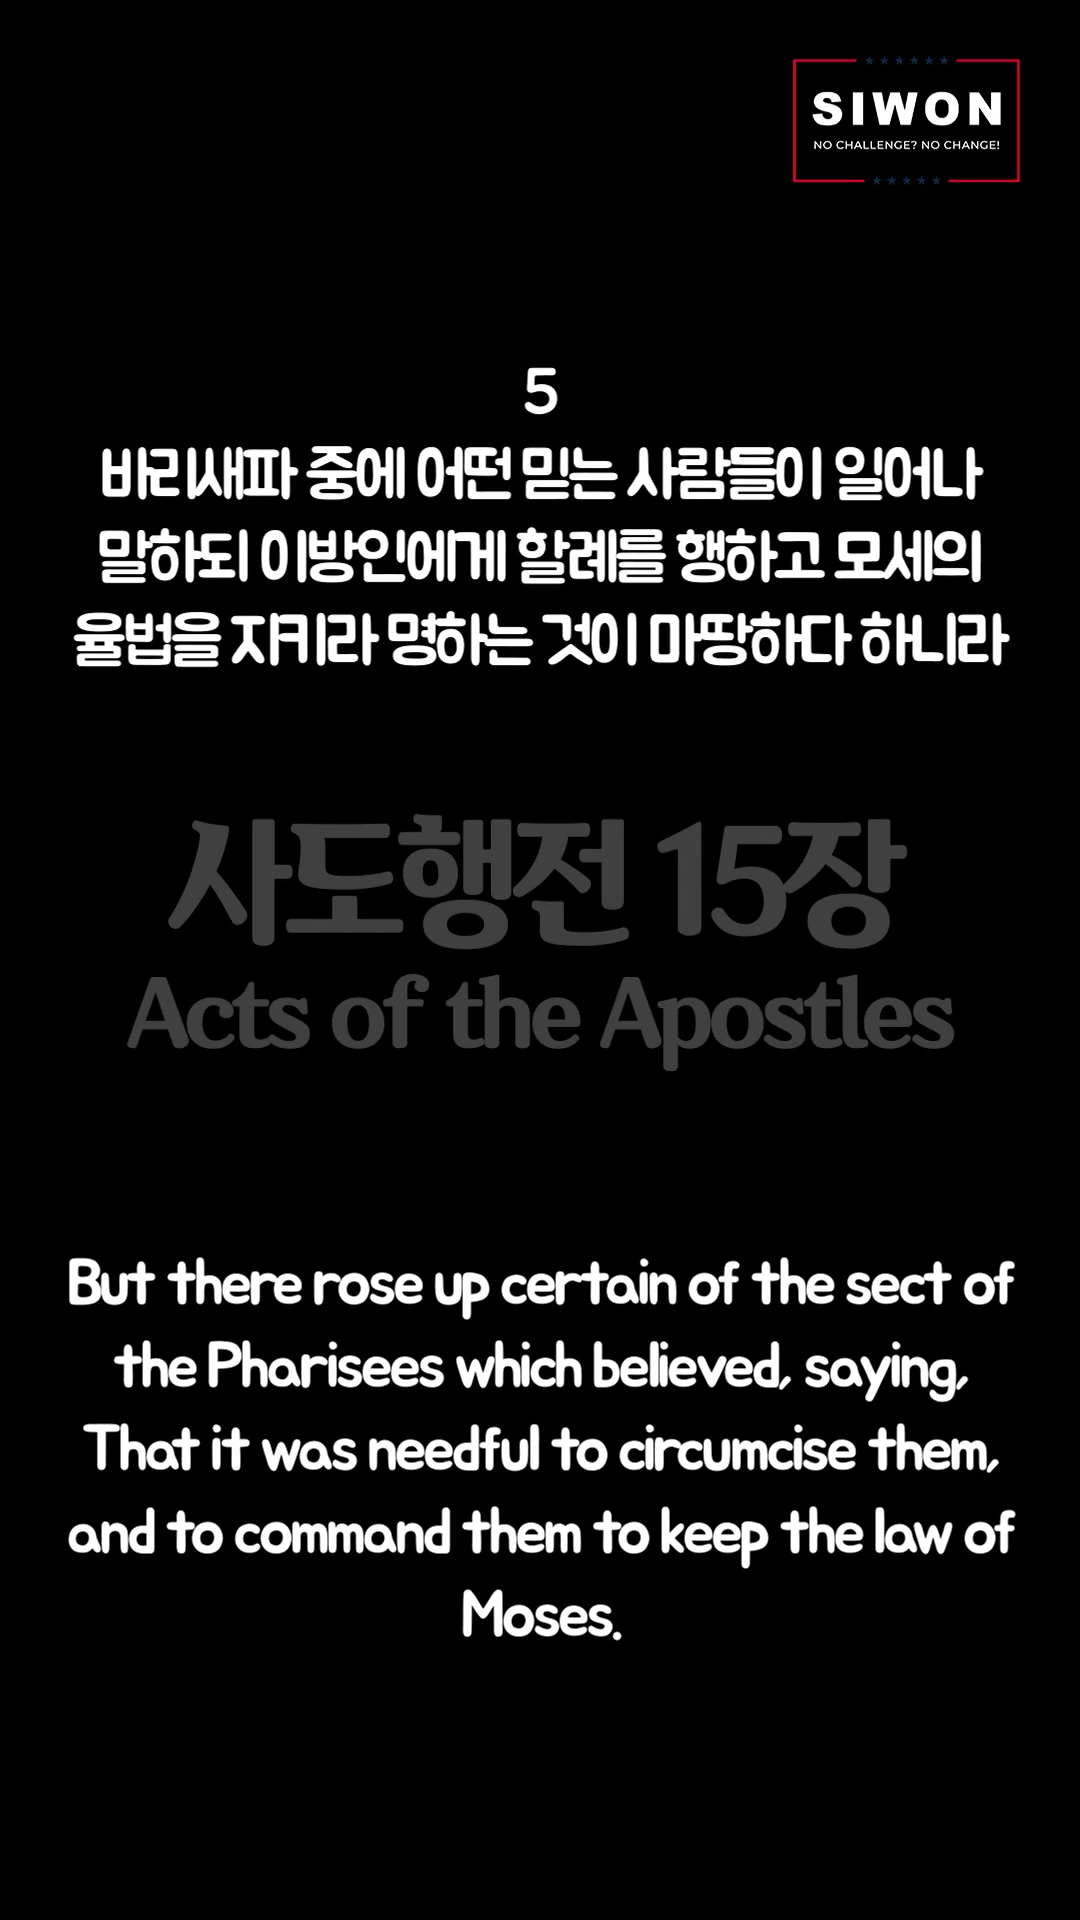 SIWON
NO CHALLENGE? NO CHANGE!
5
바리새파 중에 어떤 믿는 사람들이 일어나
말하되 이방인에게 할례를 행하고 모세의
율법을 지키라 명하는 것이 마땅하다 하니라
사도행전 15장
Acts of the Apostles
But there rose up certain of the sect of
the Pharisees which believed, saying,
That it was needful to circumcise them,
and to command them to keep the law of
Moses.